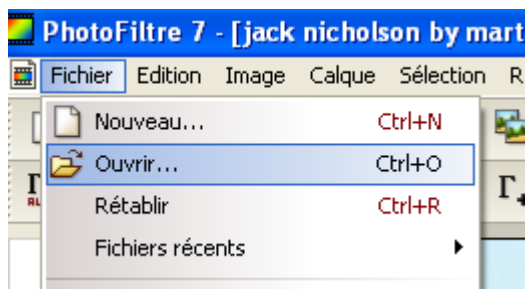 PhotoFiltre 7 - [jack nicholson by mart
Fichier Edition Image Calque Sélection R
Nouveau... Ctrl+N
Ouvrir... Ctrl+O
Rétablir Ctrl+R
Fichiers récents